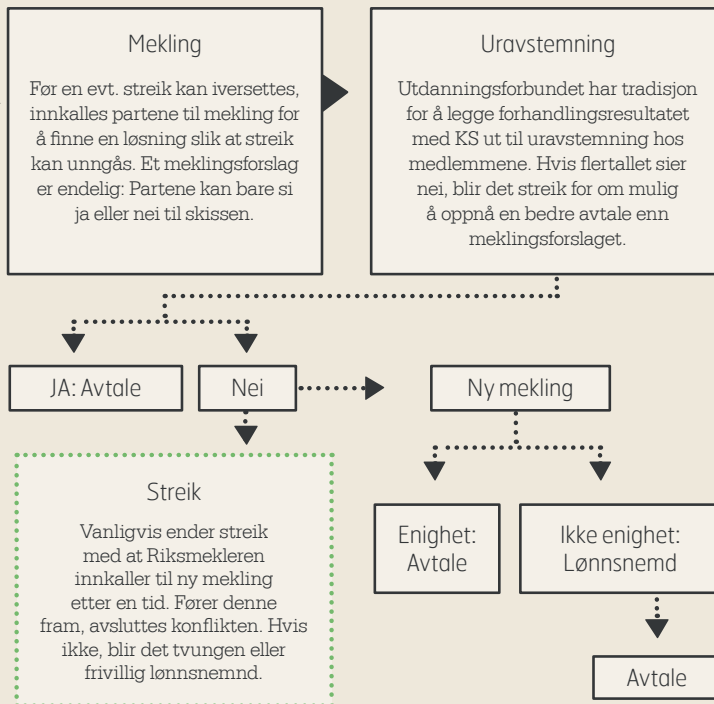 Mekling
Før en evt. streik kan iversettes,
innkalles partene til mekling for
å finne en løsning slik at streik
kan unngås. Et meklingsforslag
er endelig: Partene kan bare si
ja eller nei til skissen.
Uravstemning
Utdanningsforbundet har tradisjon
for å legge forhandlingsresultatet
med KS ut til uravstemning hos
medlemmene. Hvis flertallet sier
nei, blir det streik for om mulig
å oppnå en bedre avtale enn
meklingsforslaget.
JA: Avtale
Nei
Ny mekling
Streik
Vanligvis ender streik
med at Riksmekleren
innkaller til ny mekling
etter en tid. Fører denne
fram, avsluttes konflikten. Hvis
ikke, blir det tvungen eller
frivillig lønnsnemnd.
Enighet:
Avtale
Ikke enighet:
Lønnsnemd
Avtale